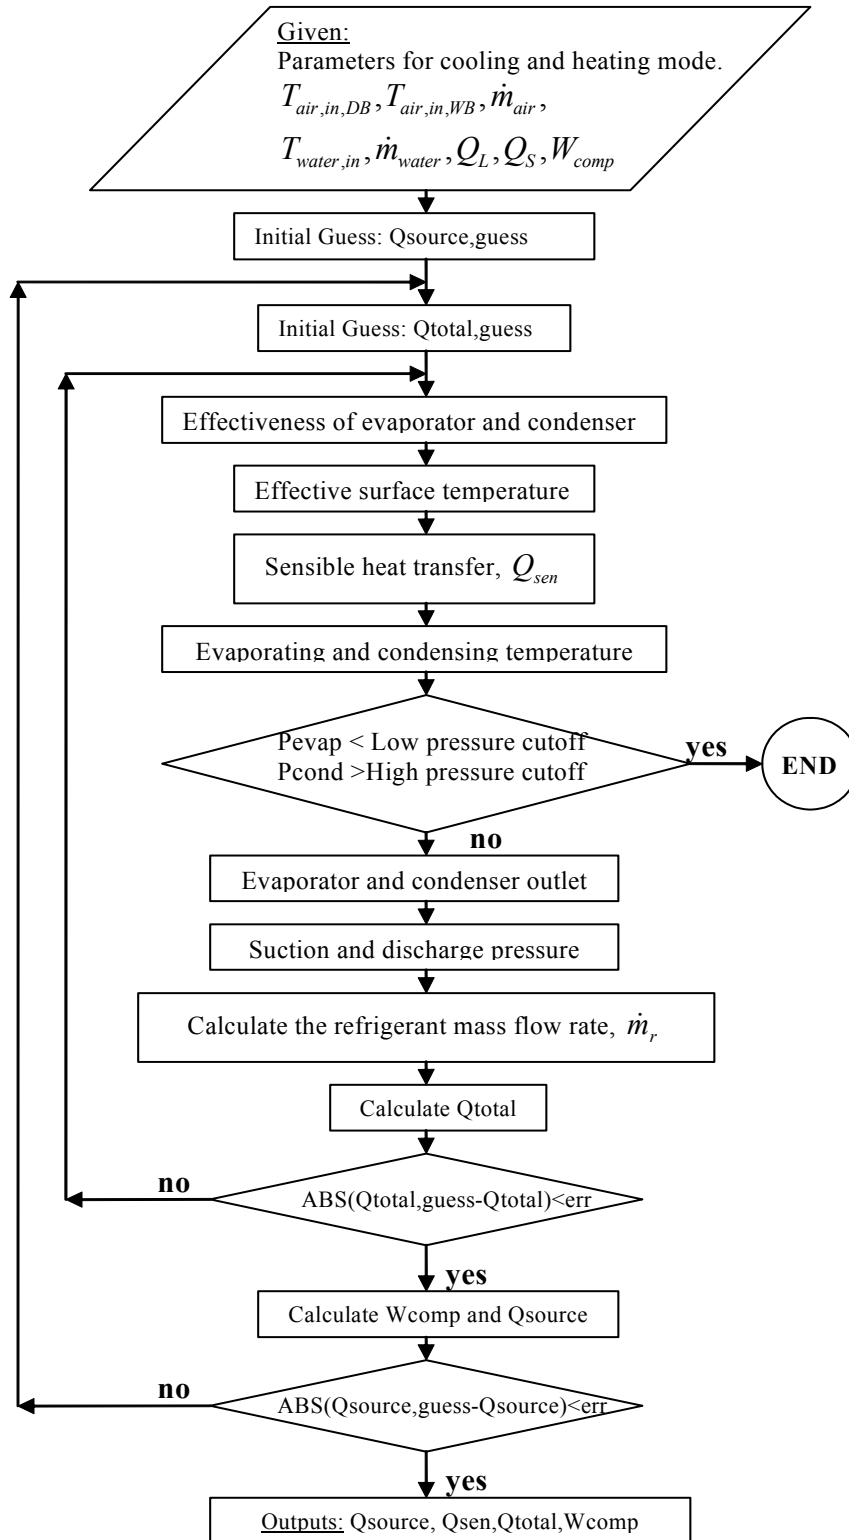 Given:
Parameters for cooling and heating mode.
T_{air,in,DB}, T_{air,in,WB}, ṁ_{air},
T_{water,in}, ṁ_{water}, Q_L, Q_S, W_{comp}
Initial Guess: Qsource,guess
Initial Guess: Qtotal,guess
Effectiveness of evaporator and condenser
Effective surface temperature
Sensible heat transfer, Q_{sen}
Evaporating and condensing temperature
Pevap < Low pressure cutoff
Pcond >High pressure cutoff
yes
END
no
Evaporator and condenser outlet
Suction and discharge pressure
Calculate the refrigerant mass flow rate, ṁ_r
Calculate Qtotal
no
ABS(Qtotal,guess-Qtotal)<err
yes
Calculate Wcomp and Qsource
no
ABS(Qsource,guess-Qsource)<err
yes
Outputs: Qsource, Qsen,Qtotal,Wcomp